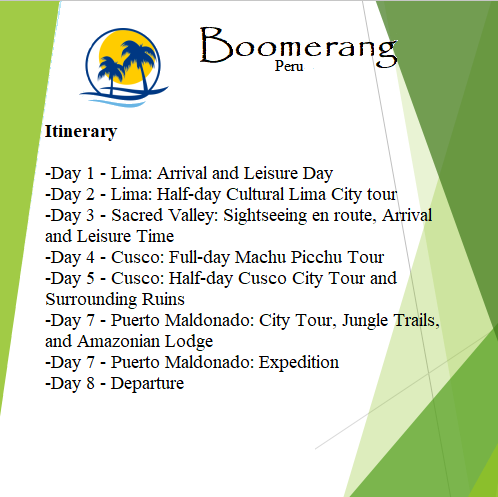 Boomerang
Peru
Itinerary
-Day 1 - Lima: Arrival and Leisure Day
-Day 2 - Lima: Half-day Cultural Lima City tour
-Day 3 - Sacred Valley: Sightseeing en route, Arrival
and Leisure Time
-Day 4 - Cusco: Full-day Machu Picchu Tour
-Day 5 - Cusco: Half-day Cusco City Tour and
Surrounding Ruins
-Day 7 - Puerto Maldonado: City Tour, Jungle Trails,
and Amazonian Lodge
-Day 7 - Puerto Maldonado: Expedition
-Day 8 - Departure